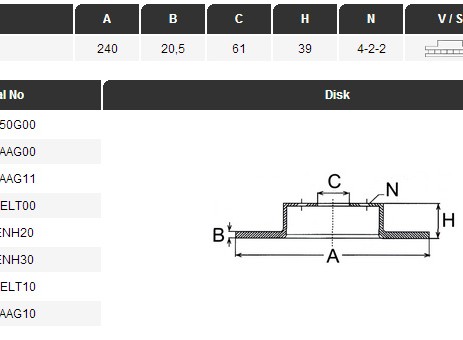 A B C H N V / S
240 20,5 61 39 4-2-2
al No Disk
50G00
AAG00
AAG11
ELT00
ENH20
ENH30
ELT10
AAG10
C
N
H
B
A